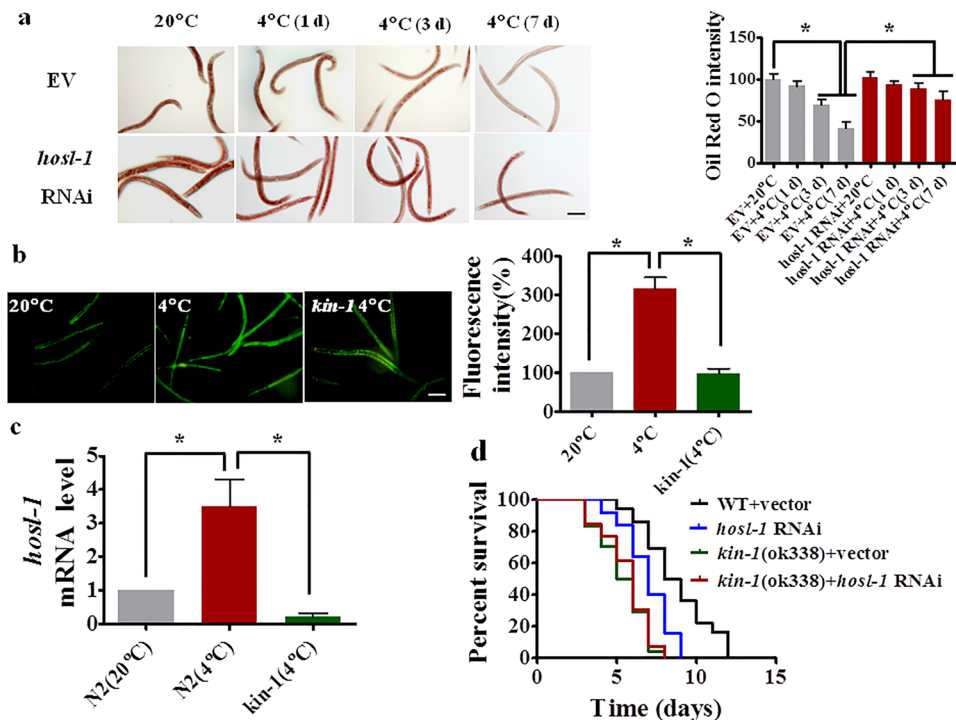 a
20°C
4°C (1 d)
4°C (3 d)
4°C (7 d)
EV
hosl-1
RNAi
Oil Red O intensity
150
100
50
0
*
*
EV+20°C
EV+4°C(1 d)
EV+4°C(3 d)
EV+4°C(7 d)
hosl-1 RNAi+20°C
hosl-1 RNAi+4°C(1 d)
hosl-1 RNAi+4°C(3 d)
hosl-1 RNAi+4°C(7 d)
b
20°C
4°C
kin-1 4°C
Fluorescence
intensity(%)
400
300
200
100
0
*
*
20°C
4°C
kin-1(4°C)
c
hosl-1
mRNA level
5
4
3
2
1
0
*
*
N2(20°C)
N2(4°C)
kin-1(4°C)
d
Percent survival
100
80
60
40
20
0
0
5
10
15
Time (days)
WT+vector
hosl-1 RNAi
kin-1(ok338)+vector
kin-1(ok338)+hosl-1 RNAi